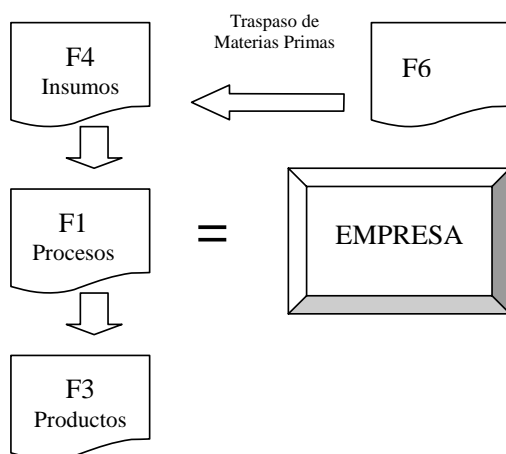 F4
Insumos
Traspaso de
Materias Primas
F6
F1
Procesos
=
EMPRESA
F3
Productos